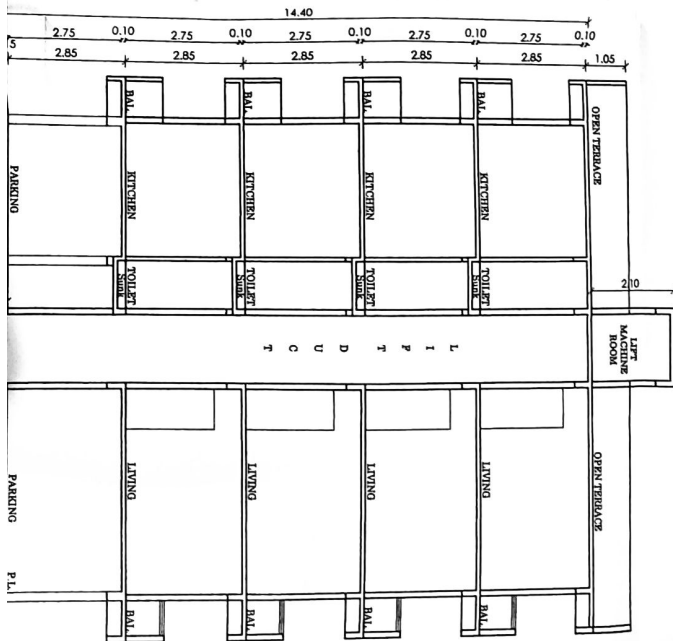 14.40
2.75 0.10 2.75 0.10 2.75 0.10 2.75 0.10 2.75 0.10
5 2.85 2.85 2.85 2.85 2.85 1.05
BAL. BAL. BAL. BAL. OPEN TERRACE
PARKING KITCHEN KITCHEN KITCHEN KITCHEN
TOILET TOILET TOILET TOILET
Sunk Sunk Sunk Sunk
2.10
LIFT DUCT
LIFT
MACHINE
ROOM
PARKING LIVING LIVING LIVING LIVING OPEN TERRACE
P.L.
BAL. BAL. BAL. BAL.